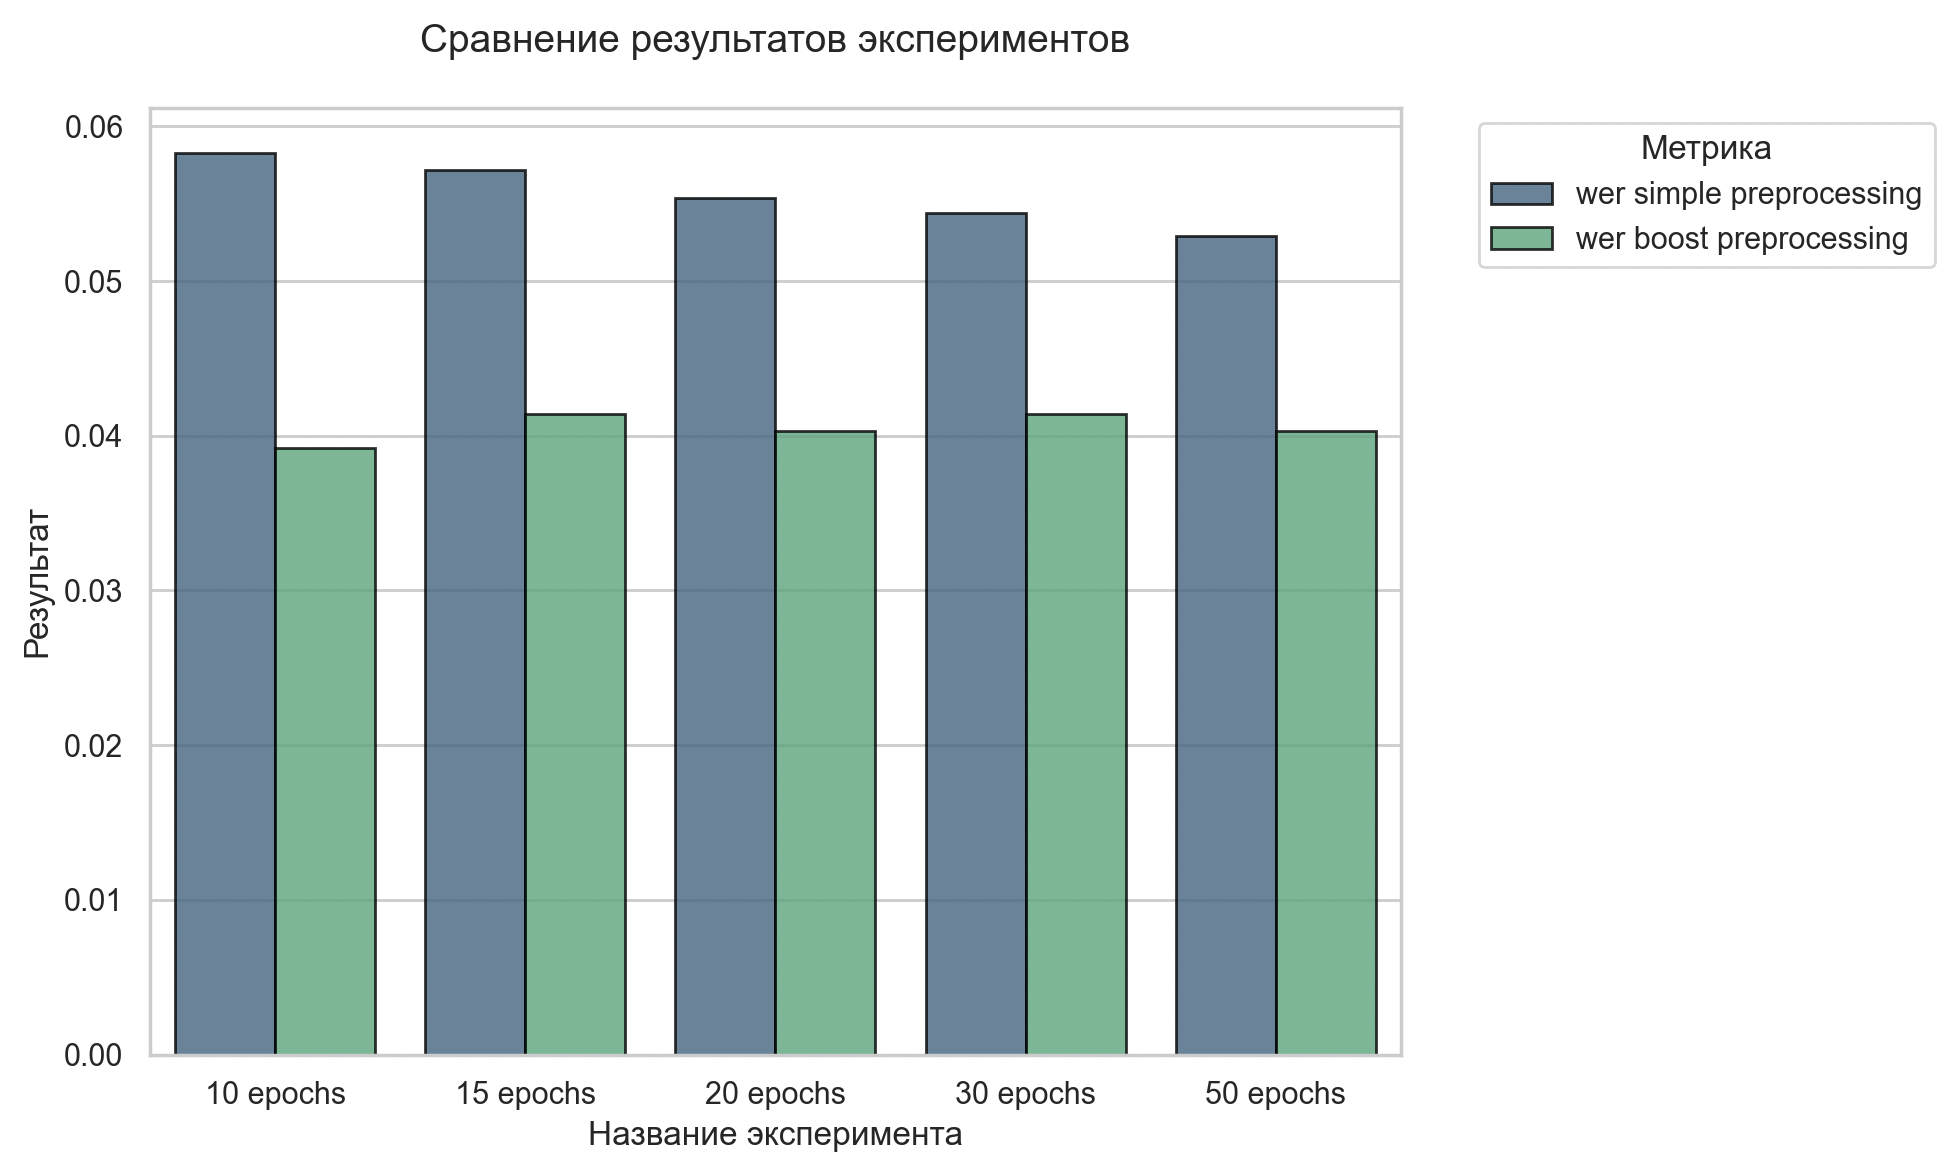 Сравнение результатов экспериментов
0.06
0.05
0.04
0.03
0.02
0.01
0.00
Результат
10 epochs
15 epochs
20 epochs
30 epochs
50 epochs
Название эксперимента
Метрика
wer simple preprocessing
wer boost preprocessing